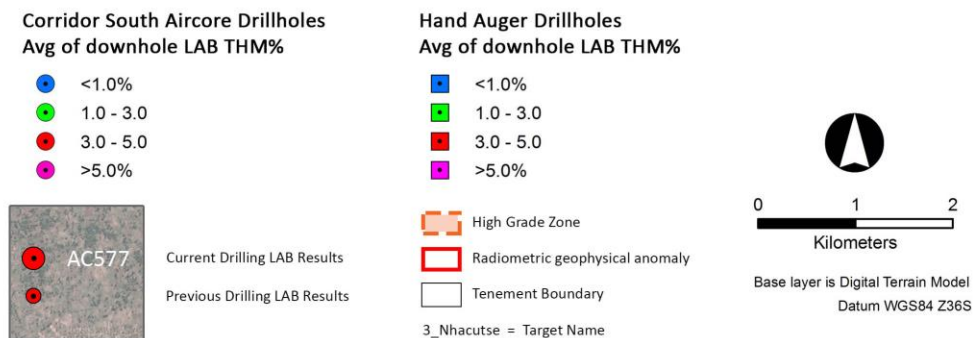 Corridor South Aircore Drillholes
Avg of downhole LAB THM%
<1.0%
1.0 - 3.0
3.0 - 5.0
>5.0%
AC577
Current Drilling LAB Results
Previous Drilling LAB Results
Hand Auger Drillholes
Avg of downhole LAB THM%
<1.0%
1.0 - 3.0
3.0 - 5.0
>5.0%
High Grade Zone
Radiometric geophysical anomaly
Tenement Boundary
3_Nhacutse = Target Name
0 1 2
Kilometers
Base layer is Digital Terrain Model
Datum WGS84 Z36S